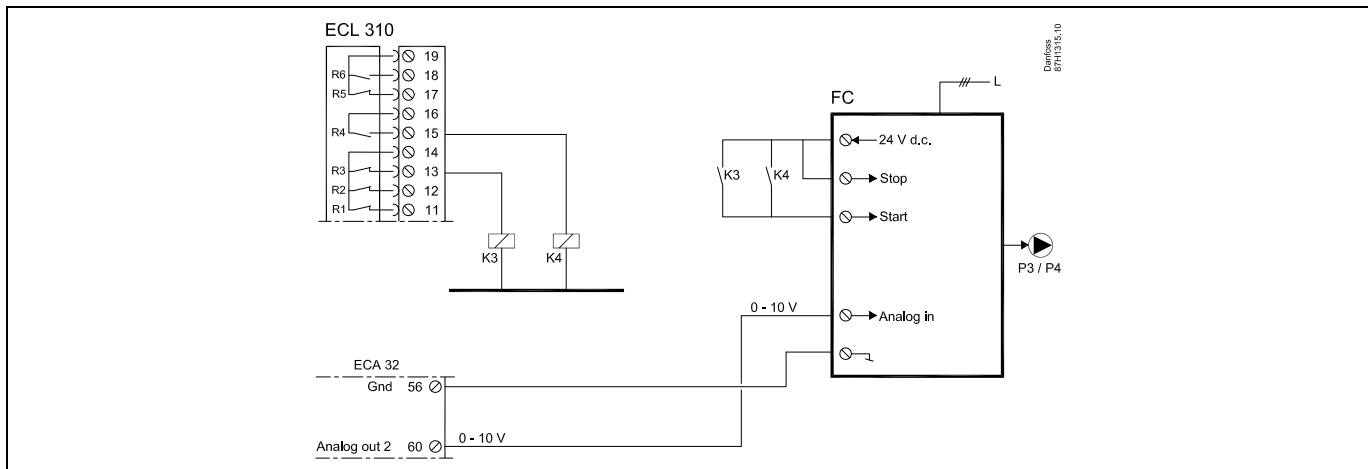 ECL 310
19
R6 18
R5 17
16
R4 15
14
R3 13
R2 12
R1 11
K3 K4
Danfoss
87H1315.10
L
FC
24 V d.c.
K3 K4
Stop
Start
P3 / P4
0 - 10 V
Analog in
ECA 32
Gnd 56
Analog out 2 60
0 - 10 V